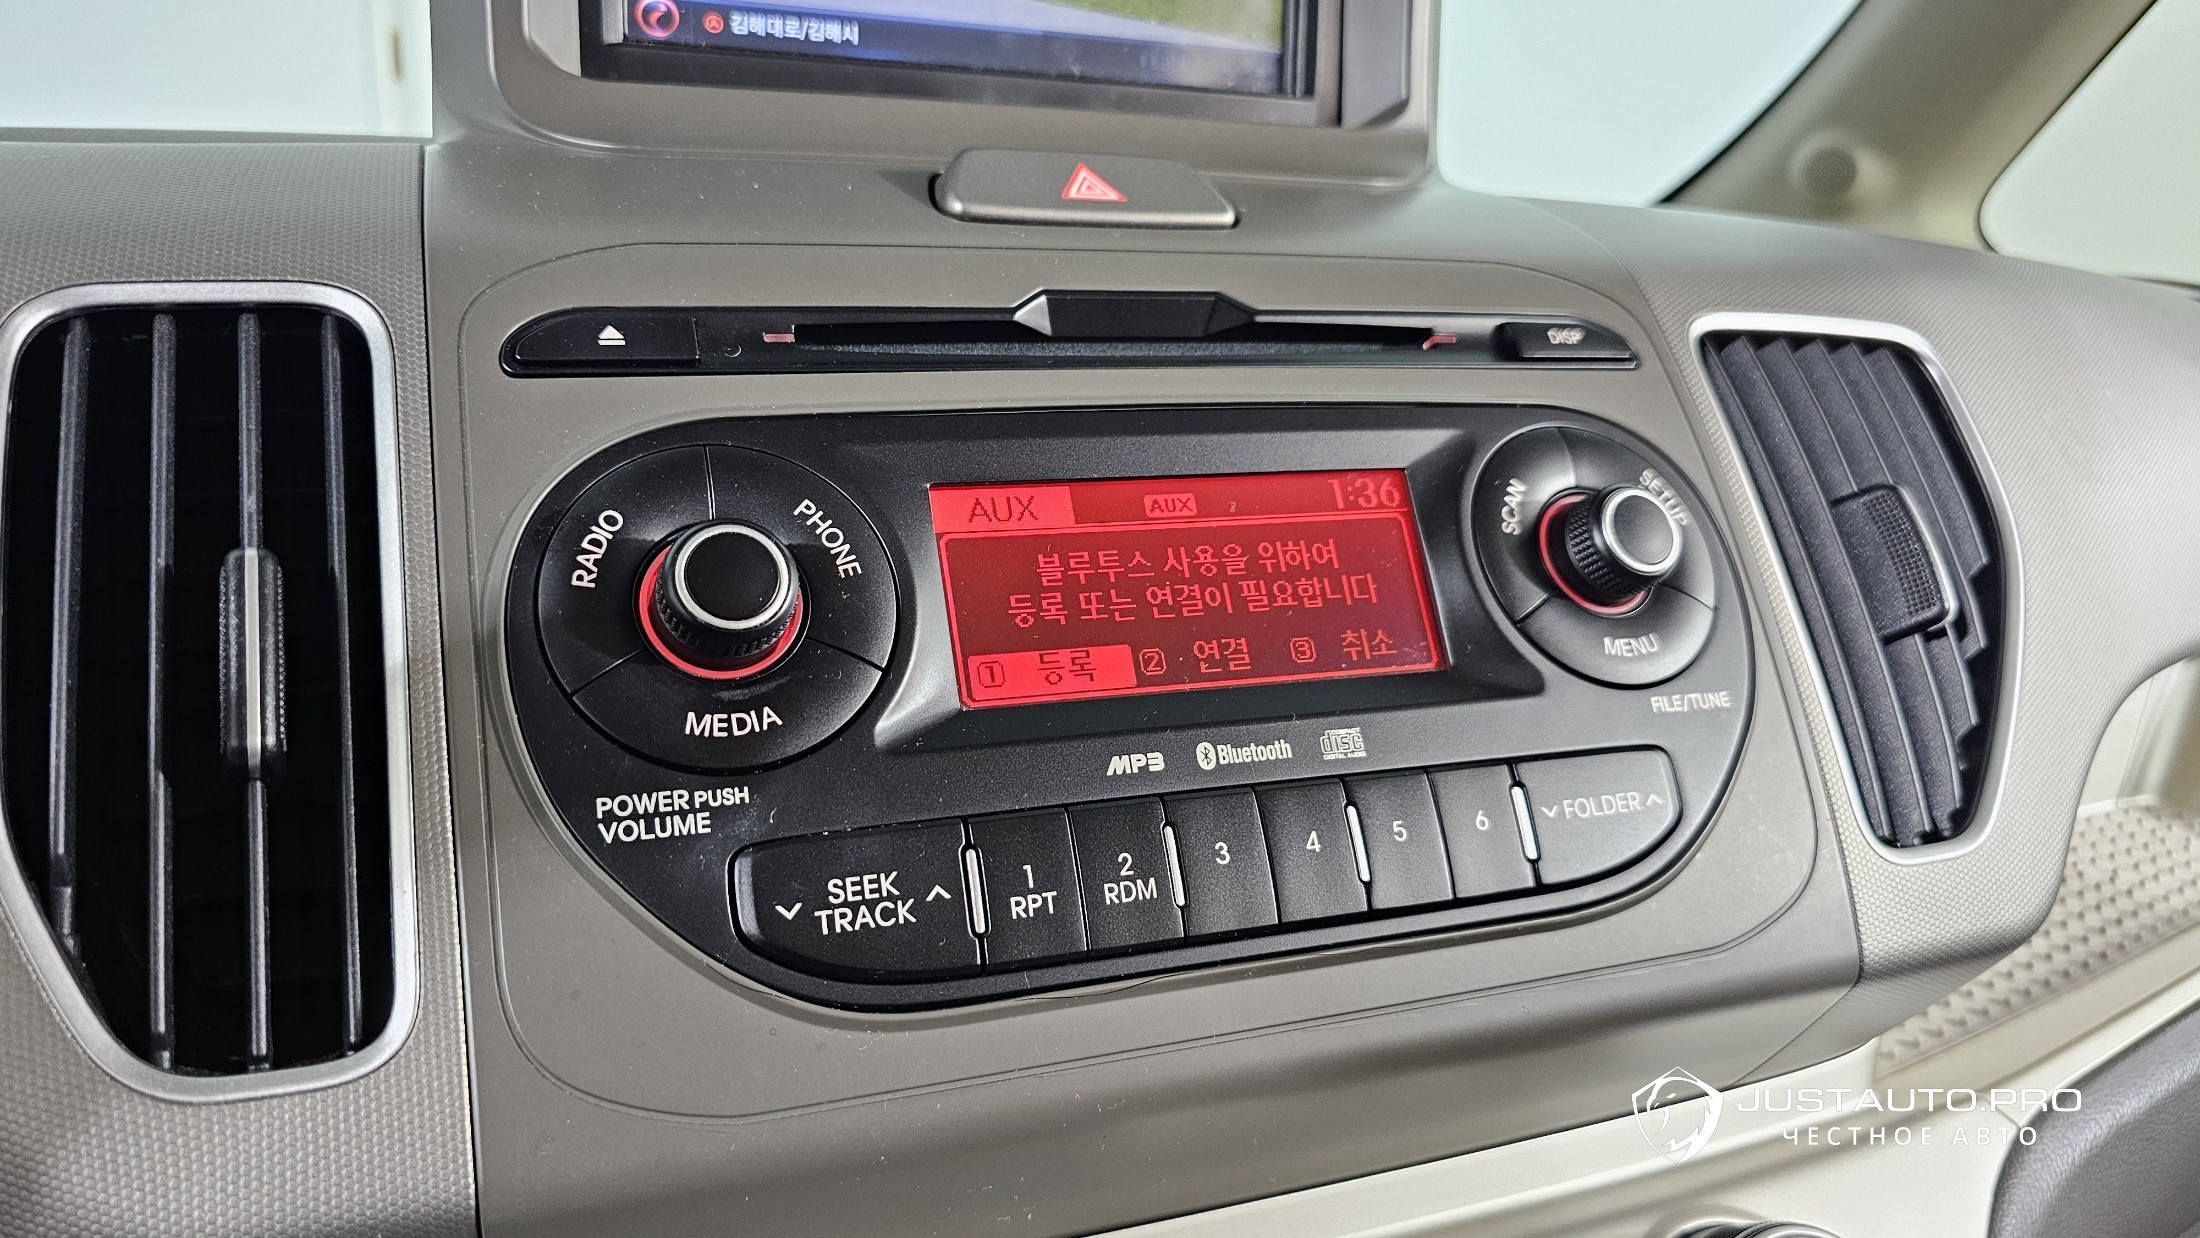 김해대로/김해시
DISP
RADIO
PHONE
MEDIA
POWER PUSH
VOLUME
AUX AUX 1:36
블루투스 사용을 위하여
등록 또는 연결이 필요합니다
1 등록 2 연결 3 취소
SCAN
SETUP
MENU
FILE/TUNE
MP3 Bluetooth COMPACT disc DIGITAL AUDIO
SEEK
TRACK
1
RPT
2
RDM
3
4
5
6
FOLDER
JUSTAUTO.PRO
ЧЕСТНОЕ АВТО